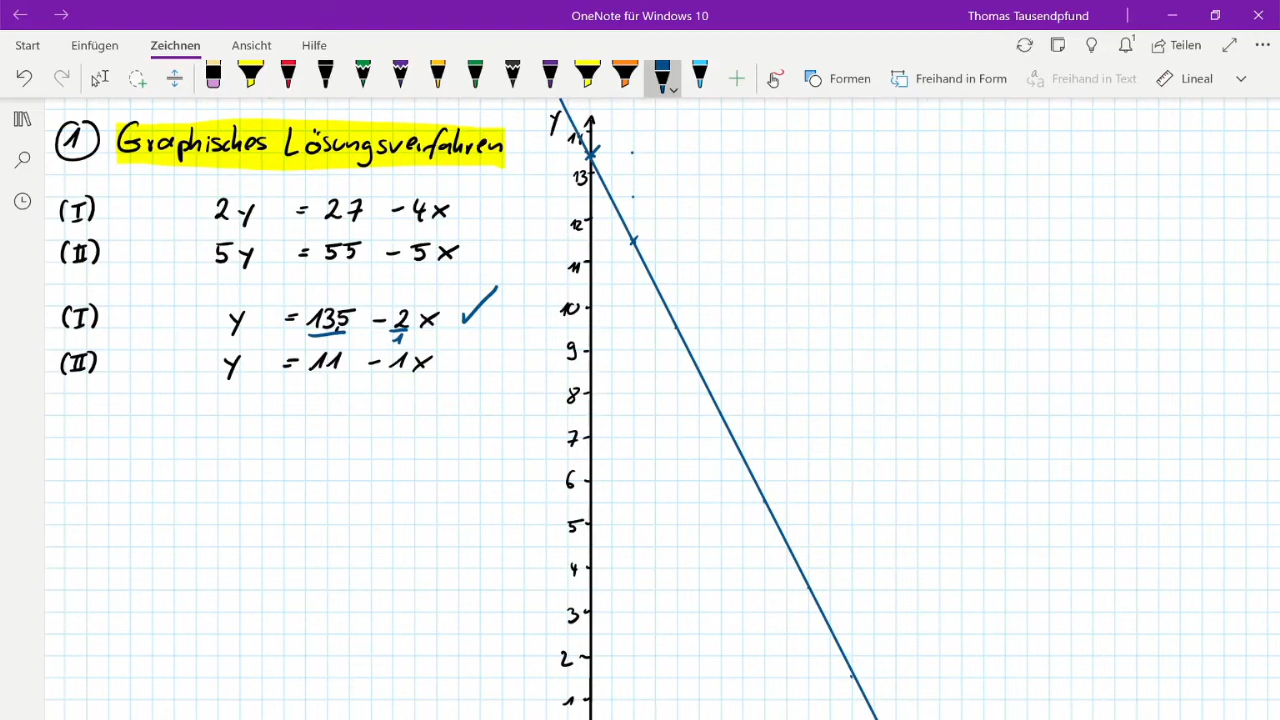 OneNote für Windows 10
Thomas Tausendpfund
Start Einfügen Zeichnen Ansicht Hilfe
Teilen
Formen Freihand in Form Freihand in Text Lineal
1 Graphisches Lösungsverfahren
(I) 2y = 27 - 4x
(II) 5y = 55 - 5x
(I) y = 13,5 - 2x
1
(II) y = 11 - 1x
y
13
12
11
10
9
8
7
6
5
4
3
2
1